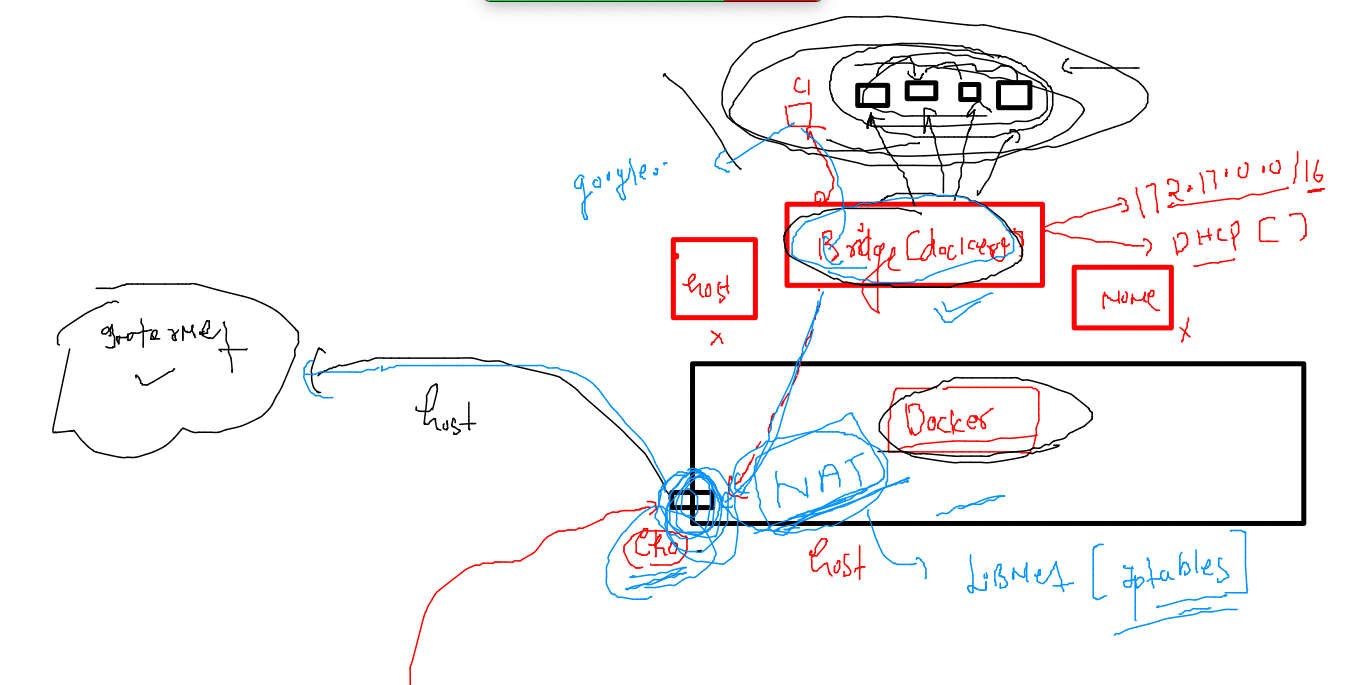 C1
google..
172.17.0.0/16
DHCP [ ]
Bridge [docker0]
host
None
x
x
Internet
host
Docker
NAT
Eth0
host
LiBNet [iptables]